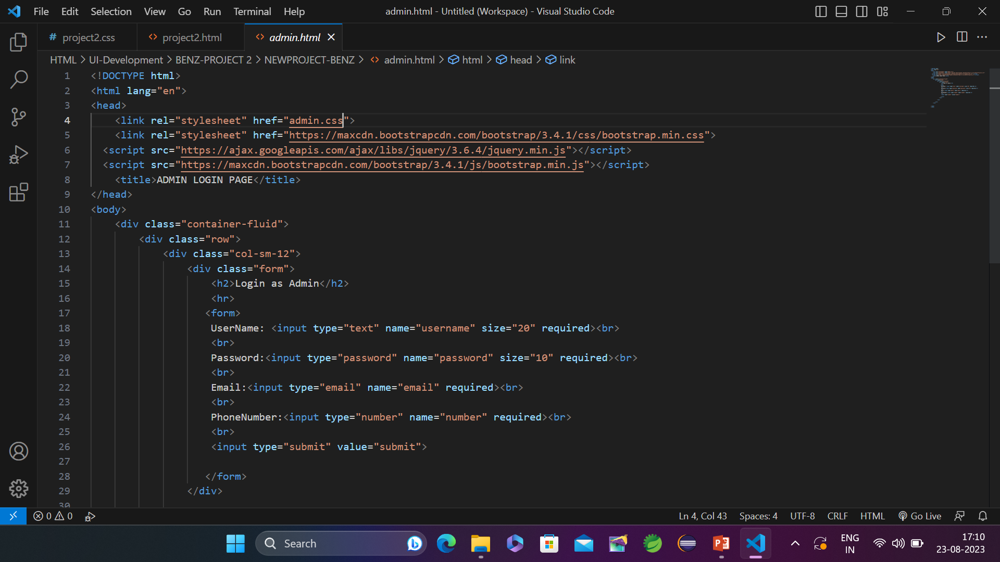 File Edit Selection View Go Run Terminal Help admin.html - Untitled (Workspace) - Visual Studio Code
# project2.css <> project2.html <> admin.html
HTML > UI-Development > BENZ-PROJECT 2 > NEWPROJECT-BENZ > <> admin.html > html > head > link
1 <!DOCTYPE html>
2 <html lang="en">
3 <head>
4 <link rel="stylesheet" href="admin.css">
5 <link rel="stylesheet" href="https://maxcdn.bootstrapcdn.com/bootstrap/3.4.1/css/bootstrap.min.css">
6 <script src="https://ajax.googleapis.com/ajax/libs/jquery/3.6.4/jquery.min.js"></script>
7 <script src="https://maxcdn.bootstrapcdn.com/bootstrap/3.4.1/js/bootstrap.min.js"></script>
8 <title>ADMIN LOGIN PAGE</title>
9 </head>
10 <body>
11 <div class="container-fluid">
12 <div class="row">
13 <div class="col-sm-12">
14 <div class="form">
15 <h2>Login as Admin</h2>
16 <hr>
17 <form>
18 UserName: <input type="text" name="username" size="20" required><br>
19 <br>
20 Password:<input type="password" name="password" size="10" required><br>
21 <br>
22 Email:<input type="email" name="email" required><br>
23 <br>
24 PhoneNumber:<input type="number" name="number" required><br>
25 <br>
26 <input type="submit" value="submit">
27
28 </form>
29 </div>
30
0 0 Ln 4, Col 43 Spaces: 4 UTF-8 CRLF HTML Go Live
Search ENG IN 17:10 23-08-2023